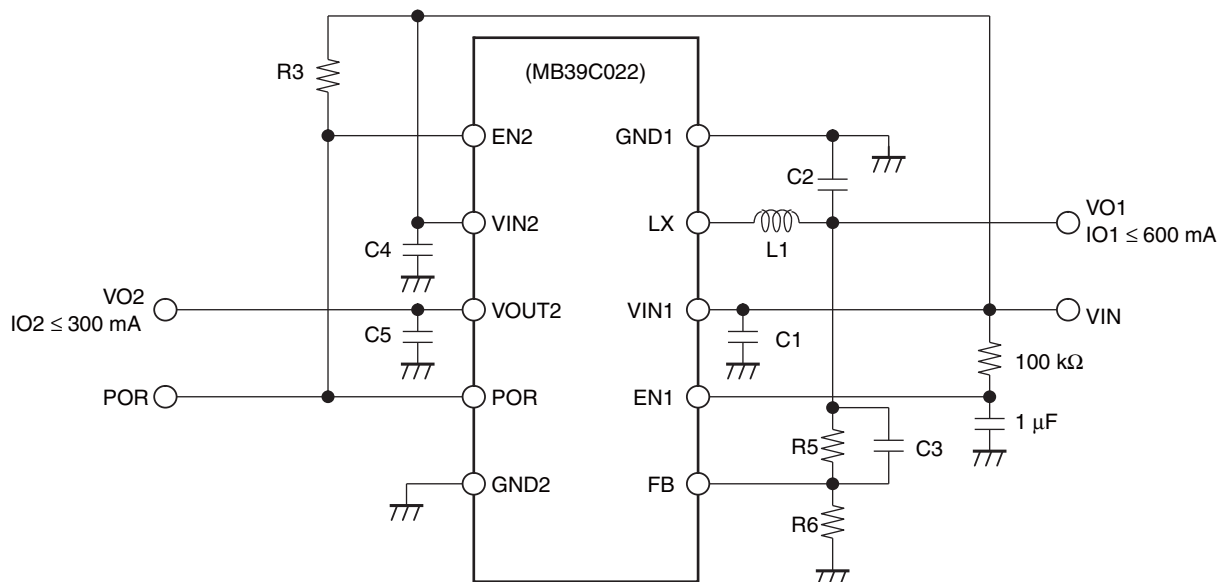 R3
(MB39C022)
EN2
GND1
C2
VIN2
LX
VO1
IO1 ≤ 600 mA
C4
L1
VO2
IO2 ≤ 300 mA
VOUT2
VIN1
VIN
C5
C1
100 kΩ
POR
POR
EN1
1 μF
R5
C3
GND2
FB
R6